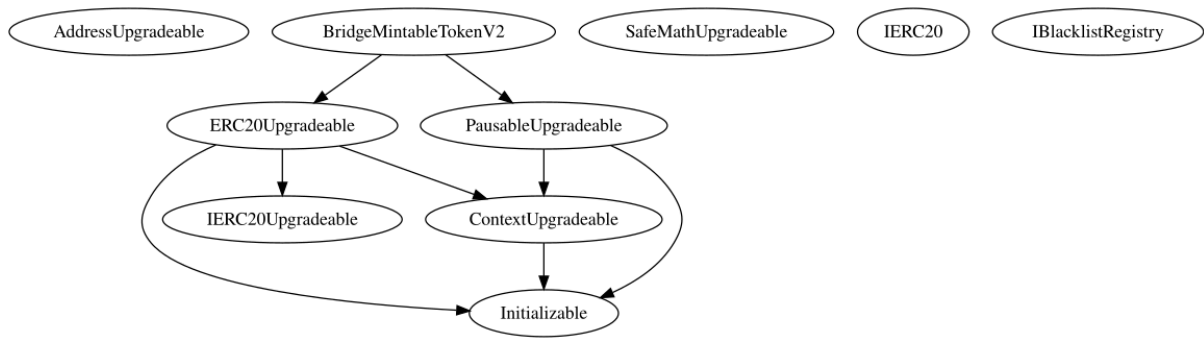 AddressUpgradeable
BridgeMintableTokenV2
SafeMathUpgradeable
IERC20
IBlacklistRegistry
ERC20Upgradeable
PausableUpgradeable
IERC20Upgradeable
ContextUpgradeable
Initializable